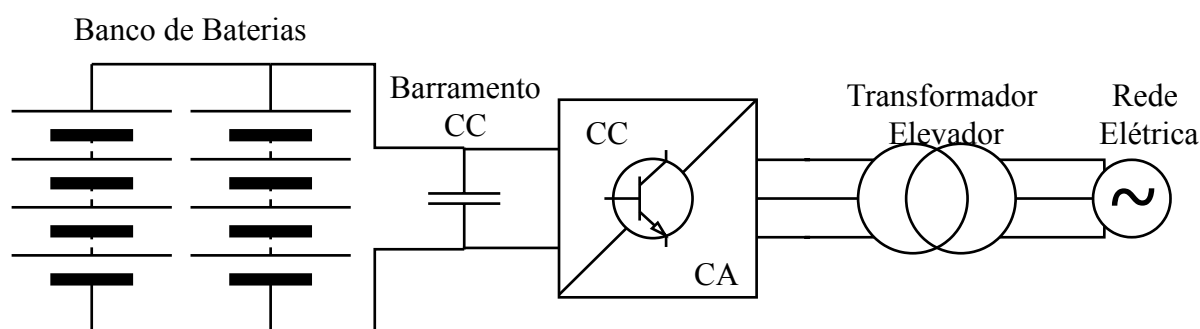 Banco de Baterias
Barramento
CC
CC
CA
Transformador
Elevador
Rede
Elétrica
~